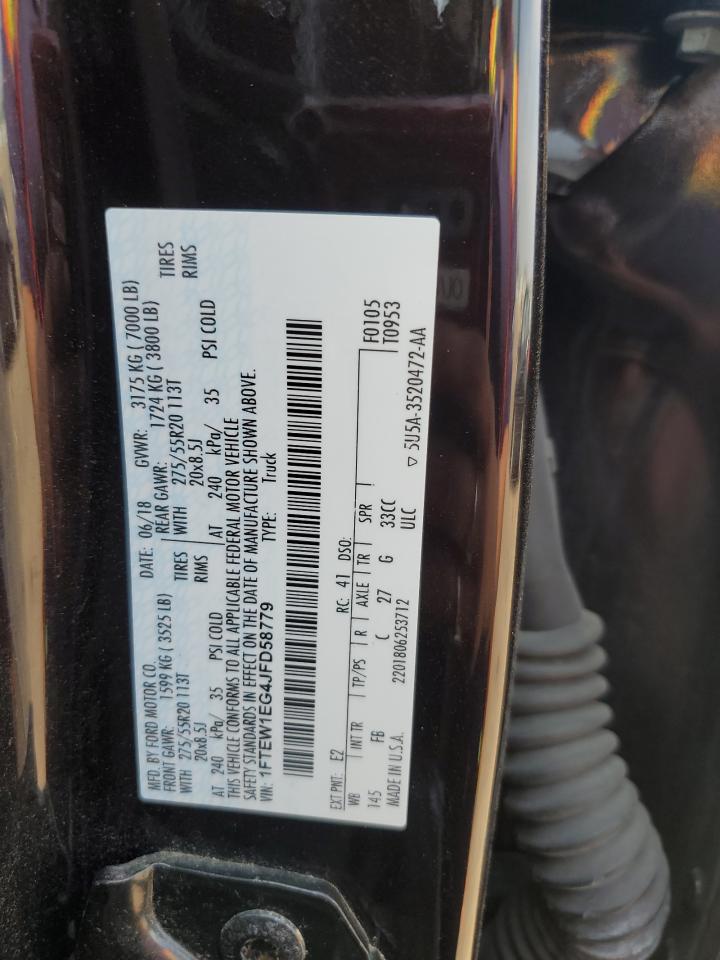 MFD. BY FORD MOTOR CO.
DATE: 06/18 GVWR: 3175 KG ( 7000 LB)
FRONT GAWR: 1599 KG ( 3525 LB) REAR GAWR: 1724 KG ( 3800 LB)
WITH 275/55R20 113T TIRES WITH 275/55R20 113T TIRES
20x8.5J RIMS 20x8.5J RIMS
AT 240 kPa/ 35 PSI COLD AT 240 kPa/ 35 PSI COLD
THIS VEHICLE CONFORMS TO ALL APPLICABLE FEDERAL MOTOR VEHICLE
SAFETY STANDARDS IN EFFECT ON THE DATE OF MANUFACTURE SHOWN ABOVE.
VIN: 1FTEW1EG4JFD58779 TYPE: Truck
EXT PNT: E2 RC: 41 DSO: F0105
WB INT TR TP/PS R AXLE TR SPR T0953
145 FB C 27 G 33CC
ULC
MADE IN U.S.A. 2201806253712 5U5A-3520472-AA